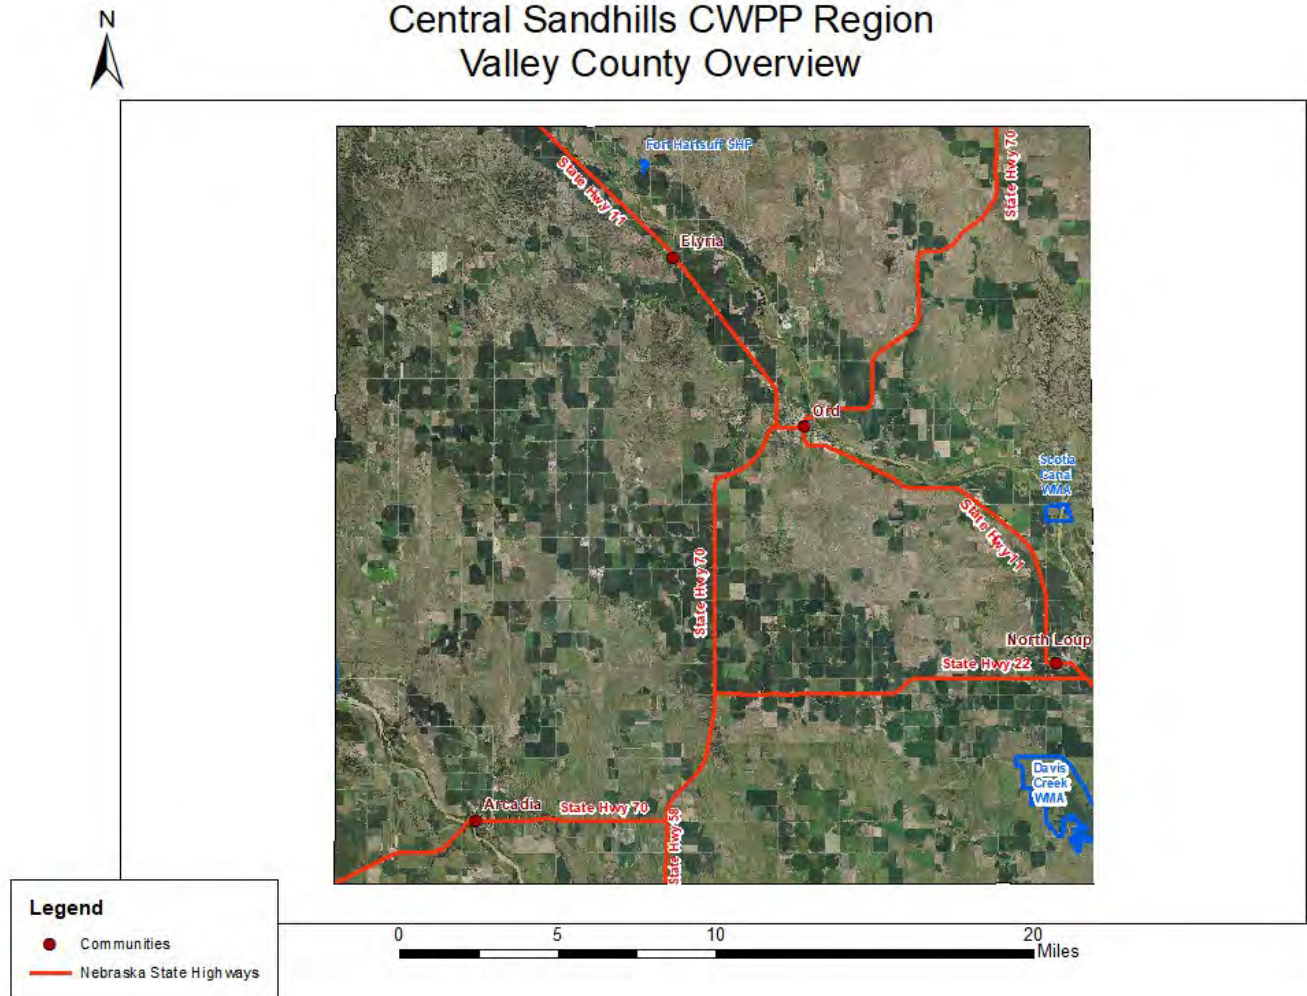 N
Central Sandhills CWPP Region
Valley County Overview
Fort Hartsuff SHP
State Hwy 70
State Hwy 11
Elyria
Ord
Scotia
Canal
WMA
State Hwy 11
State Hwy 70
North Loup
State Hwy 22
Davis
Creek
WMA
Arcadia
State Hwy 70
State Hwy 58
Legend
Communities
Nebraska State Highways
0 5 10 20
Miles